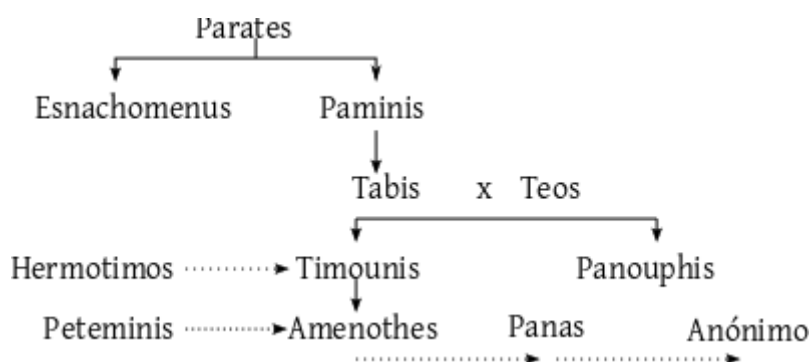 Parates
Esnachomenus Paminis
Tabis x Teos
Hermotimos Timounis Panouphis
Peteminis Amenothes Panas Anónimo